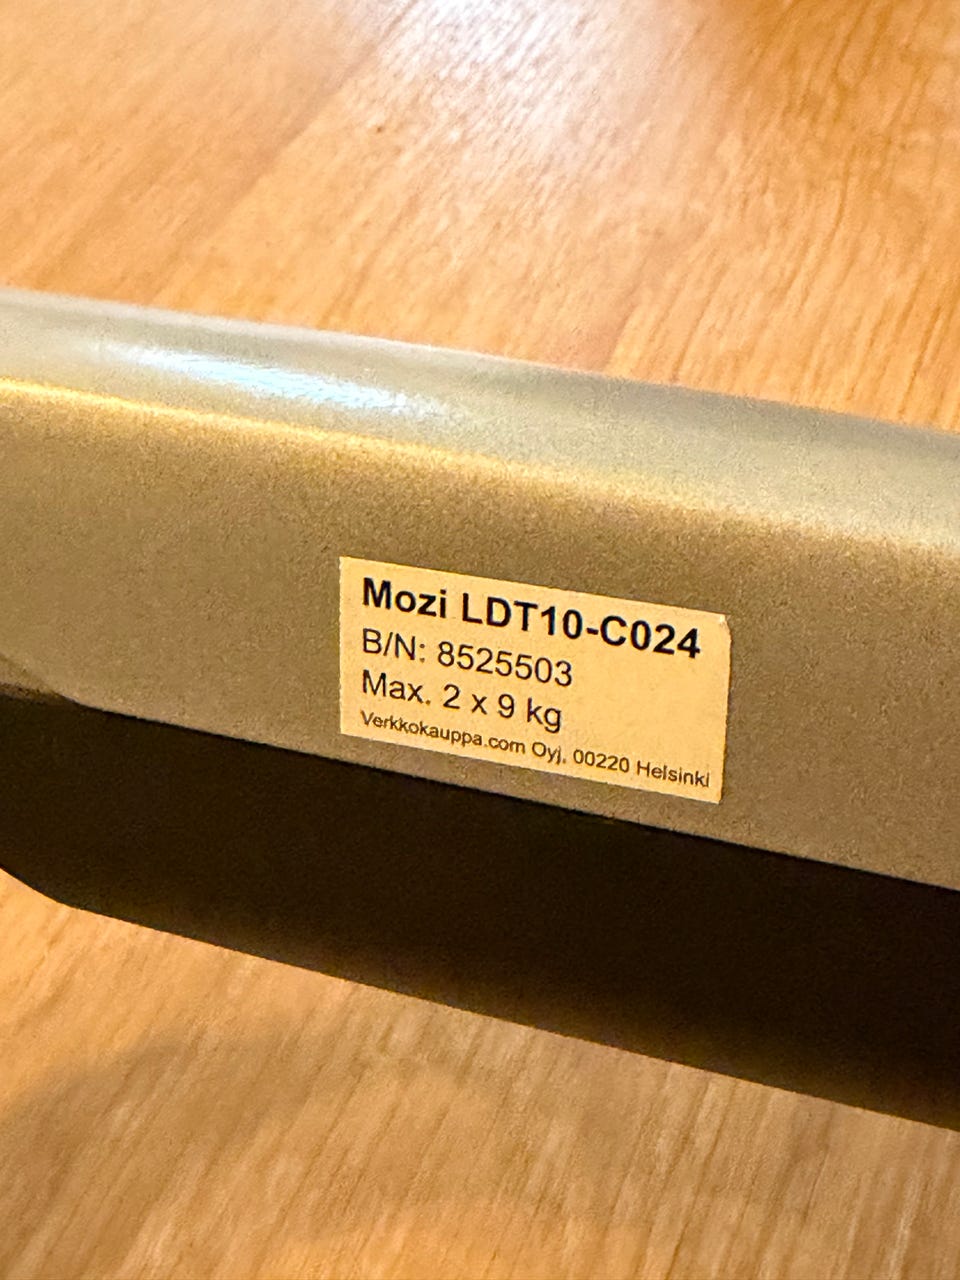 Mozi LDT10-C024
B/N: 8525503
Max. 2 x 9 kg
Verkkokauppa.com Oyj, 00220 Helsinki